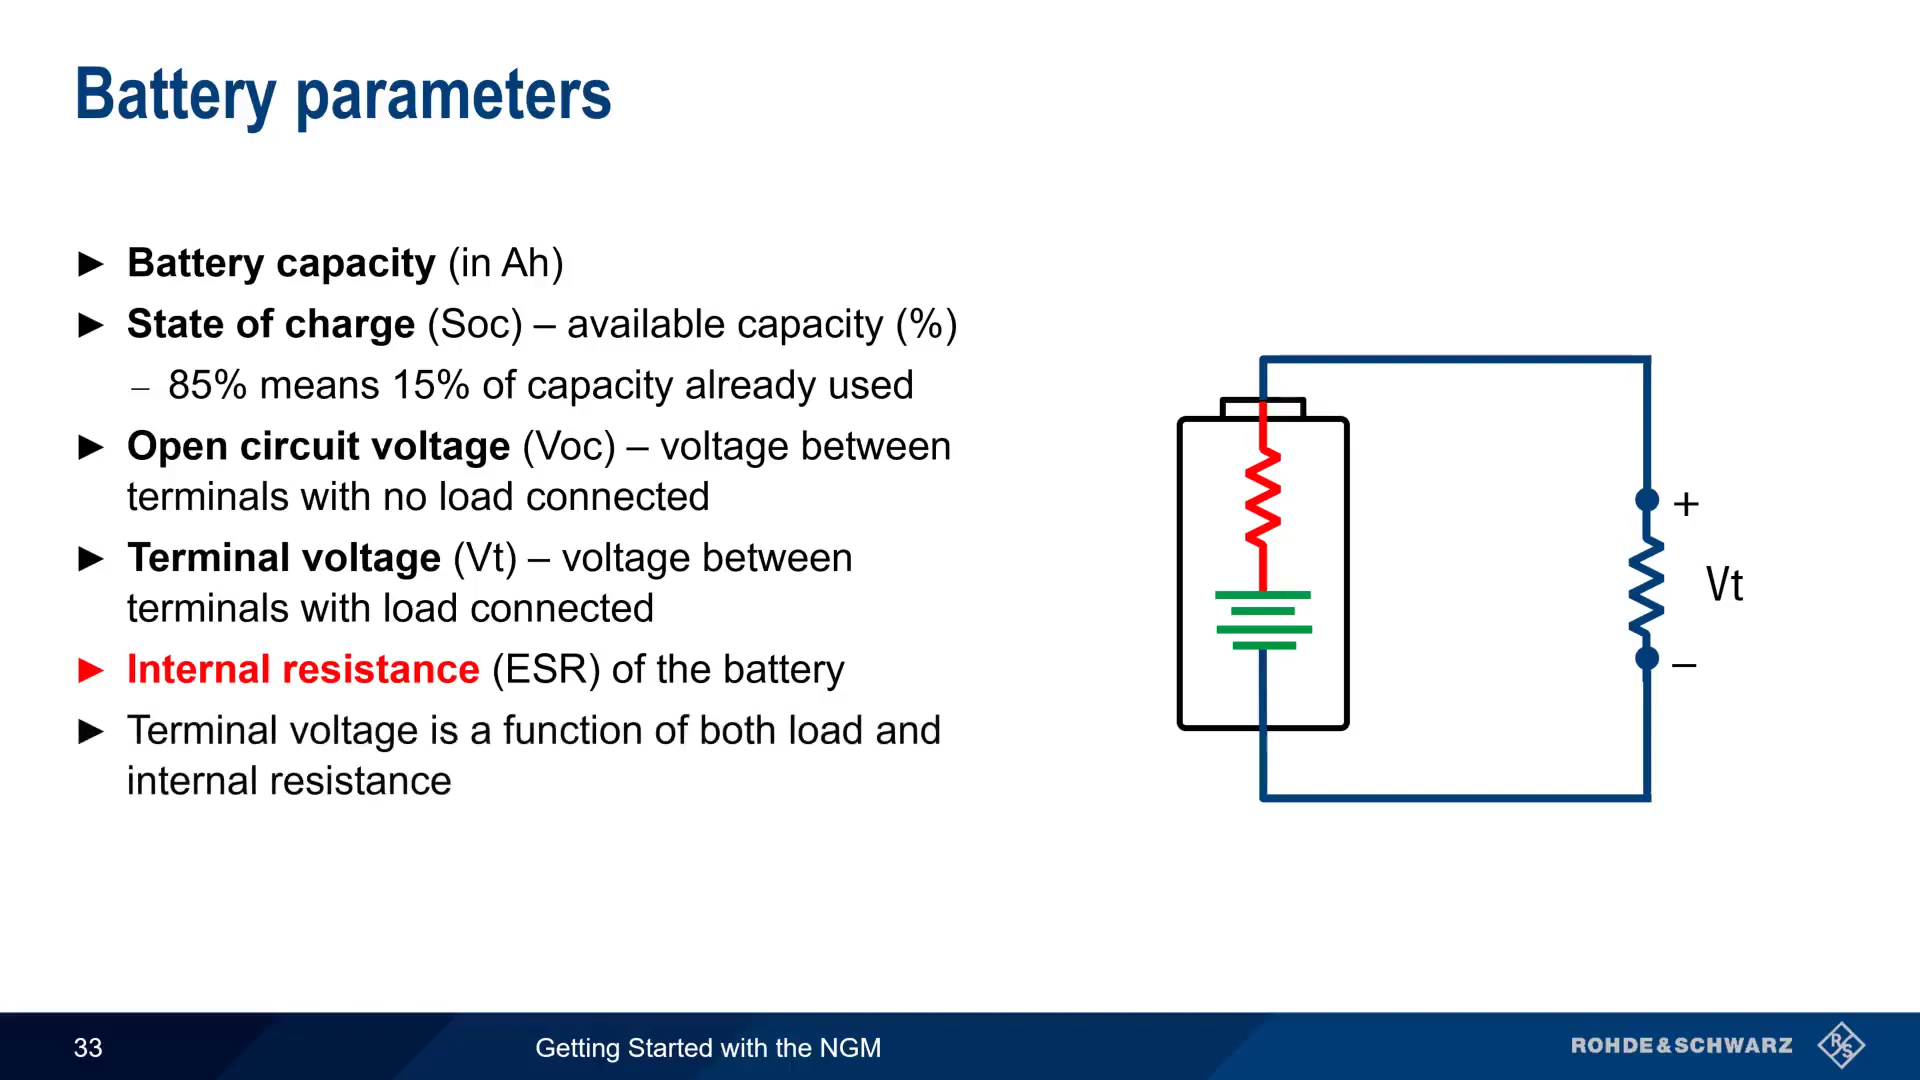 Battery parameters
► Battery capacity (in Ah)
► State of charge (Soc) – available capacity (%)
– 85% means 15% of capacity already used
► Open circuit voltage (Voc) – voltage between
terminals with no load connected
► Terminal voltage (Vt) – voltage between
terminals with load connected
► Internal resistance (ESR) of the battery
► Terminal voltage is a function of both load and
internal resistance
+
Vt
–
33
Getting Started with the NGM
ROHDE&SCHWARZ
RS